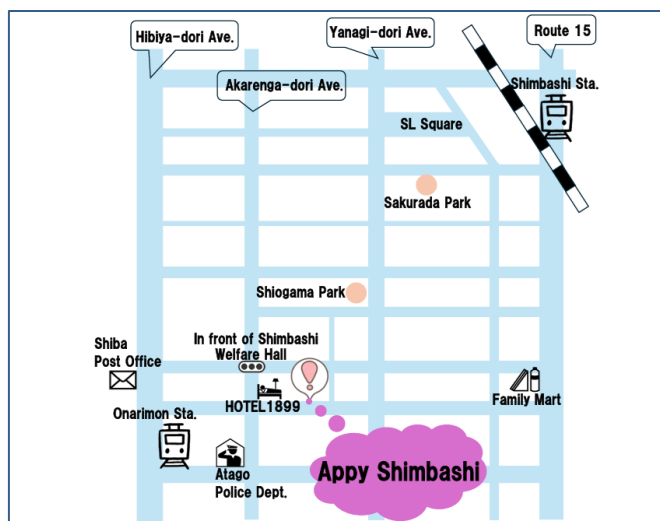 Hibiya-dori Ave.
Yanagi-dori Ave.
Route 15
Akarenga-dori Ave.
Shimbashi Sta.
SL Square
Sakurada Park
Shiogama Park
In front of Shimbashi
Welfare Hall
Shiba
Post Office
HOTEL1899
Family Mart
Onarimon Sta.
Appy Shimbashi
Atago
Police Dept.